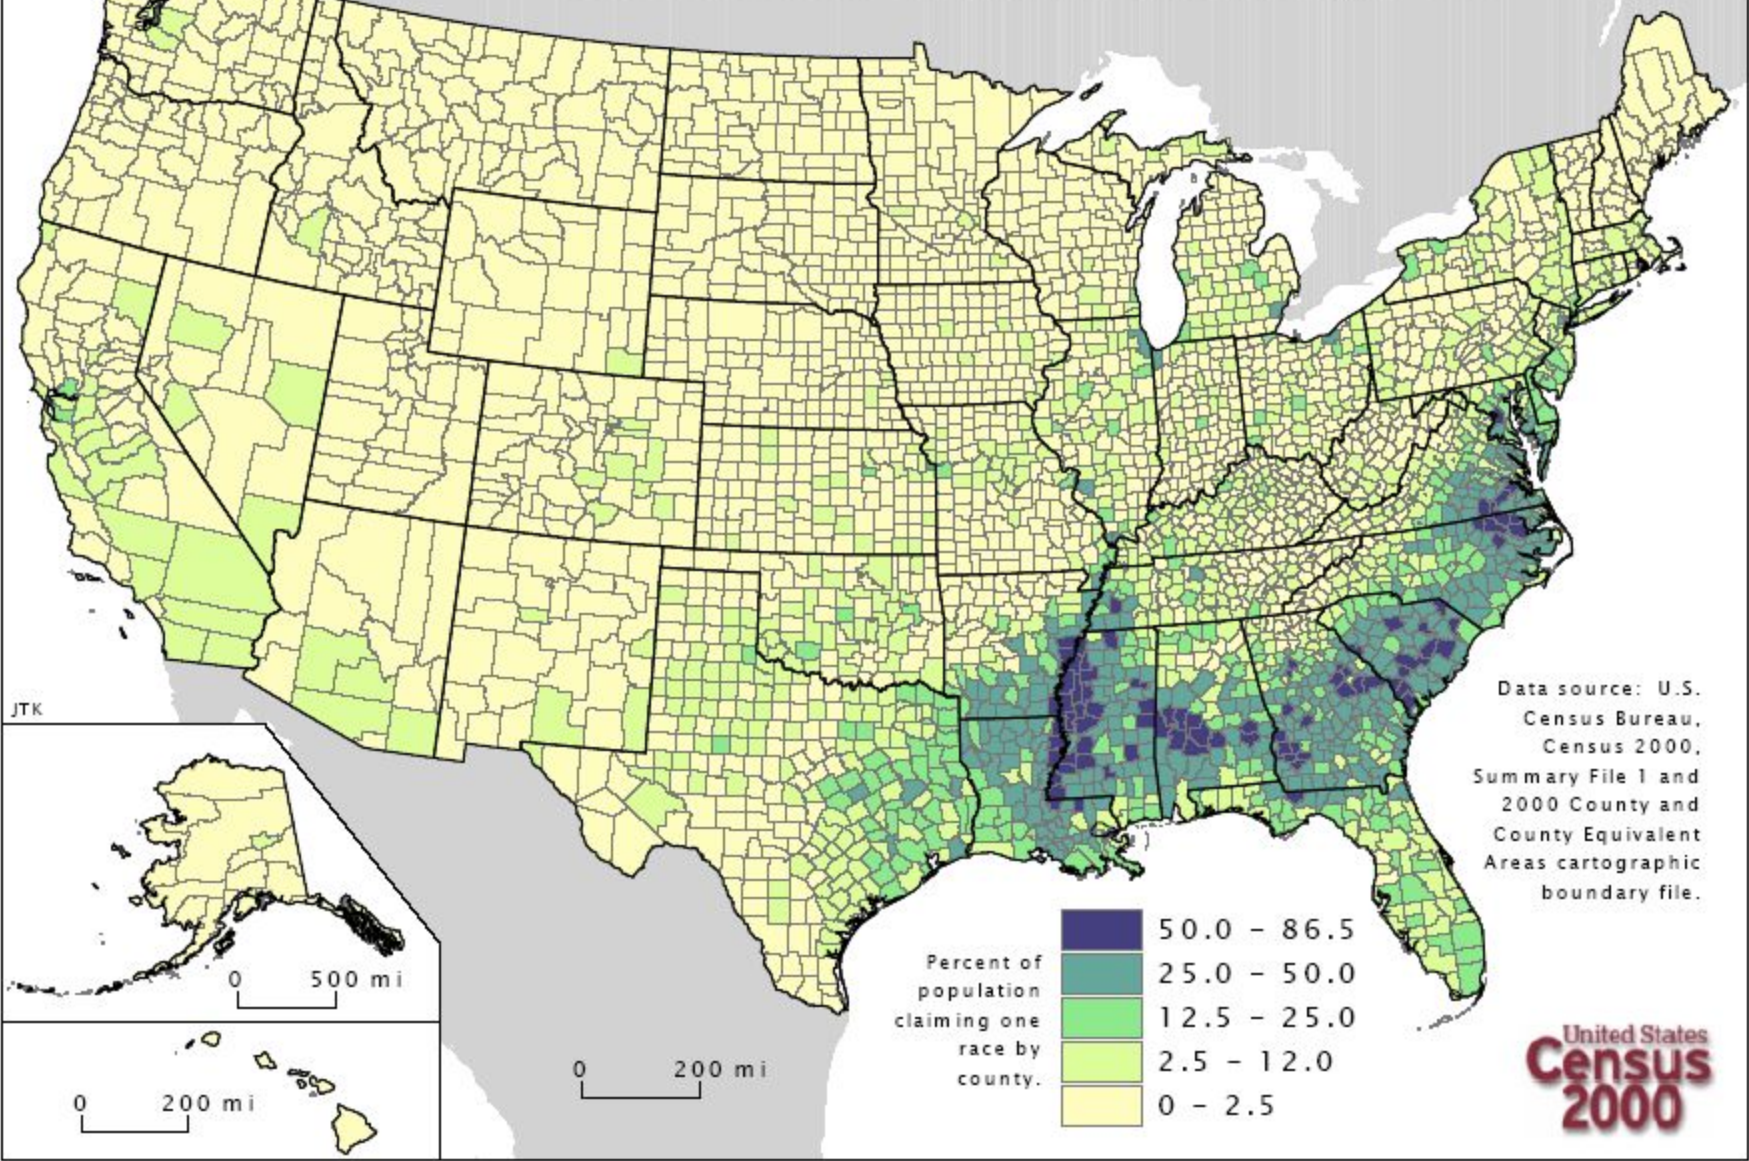 JTK
Data source: U.S.
Census Bureau,
Census 2000,
Summary File 1 and
2000 County and
County Equivalent
Areas cartographic
boundary file.
Percent of
population
claiming one
race by
county.
50.0 – 86.5
25.0 – 50.0
12.5 – 25.0
2.5 – 12.0
0 – 2.5
0 500 mi
0 200 mi
0 200 mi
United States
Census
2000